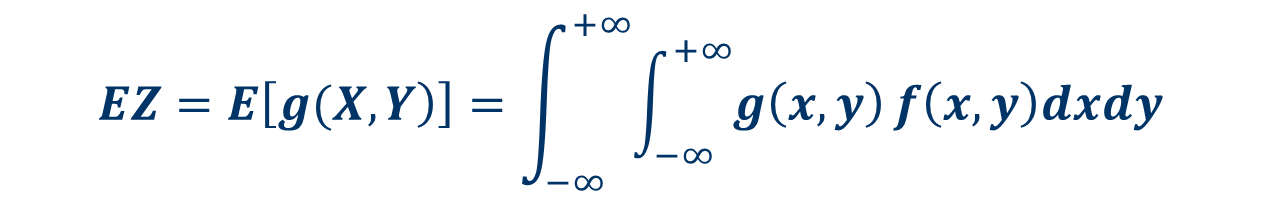 EZ = E[g(X,Y)] = ∫_{−∞}^{+∞} ∫_{−∞}^{+∞} g(x,y) f(x,y)dxdy